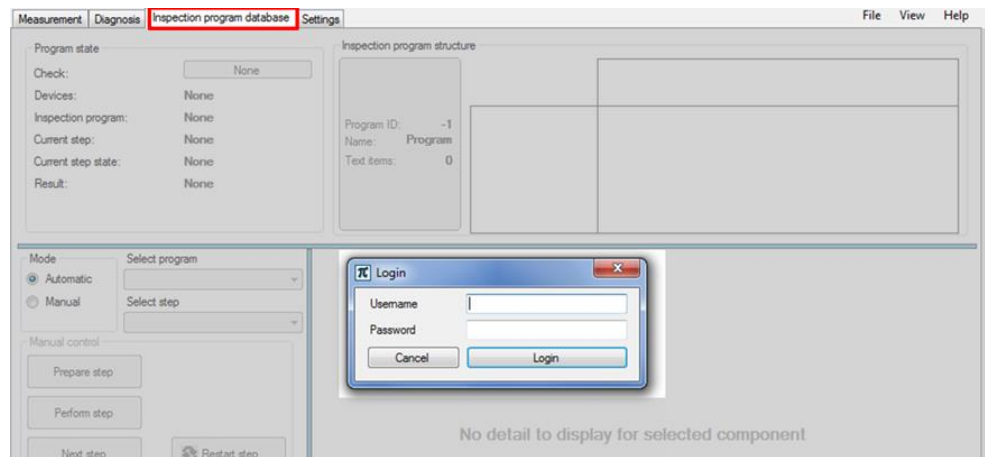 Measurement Diagnosis Inspection program database Settings File View Help
Program state
Check: None
Devices: None
Inspection program: None
Current step: None
Current step state: None
Result: None
Inspection program structure
Program ID: -1
Name: Program
Text items: 0
Mode
Automatic
Manual
Select program
Select step
Manual control
Prepare step
Perform step
Next step Restart step
π Login
Username
Password
Cancel Login
No detail to display for selected component